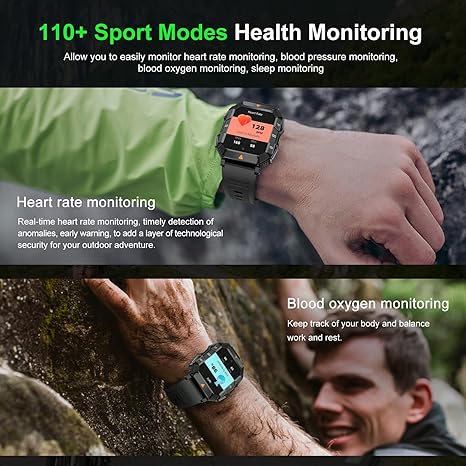 110+ Sport Modes Health Monitoring
Allow you to easily monitor heart rate monitoring, blood pressure monitoring,
blood oxygen monitoring, sleep monitoring
Heart Rate
128
Heart rate monitoring
Real-time heart rate monitoring, timely detection of
anomalies, early warning, to add a layer of technological
security for your outdoor adventure.
Blood oxygen monitoring
Keep track of your body and balance
work and rest.